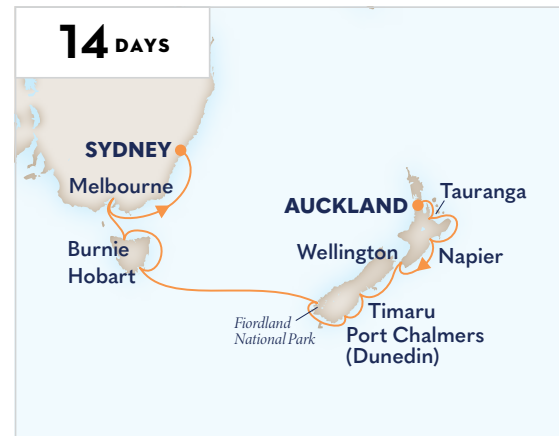 14 DAYS
SYDNEY
Melbourne
Burnie
Hobart
AUCKLAND
Tauranga
Wellington
Napier
Timaru
Port Chalmers
(Dunedin)
Fiordland
National Park